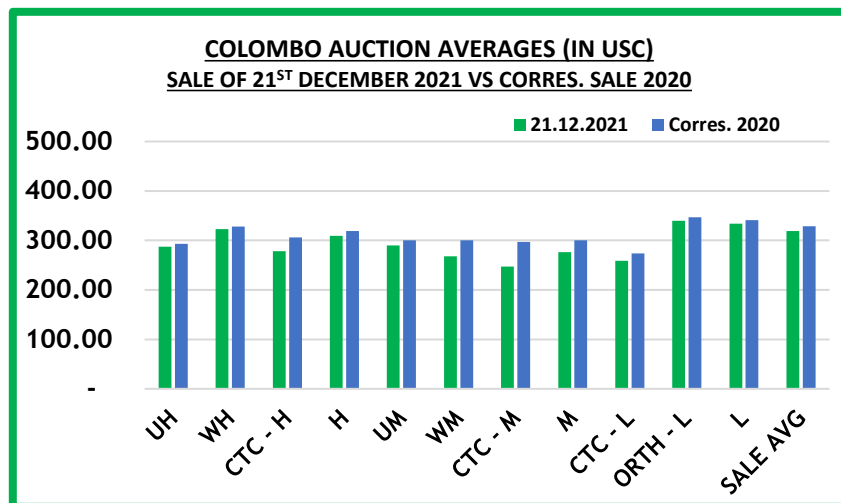 COLOMBO AUCTION AVERAGES (IN USC)
SALE OF 21ST DECEMBER 2021 VS CORRES. SALE 2020
21.12.2021 Corres. 2020
500.00
400.00
300.00
200.00
100.00
-
UH WH CTC - H H UM WM CTC - M M CTC - L ORTH - L L SALE AVG